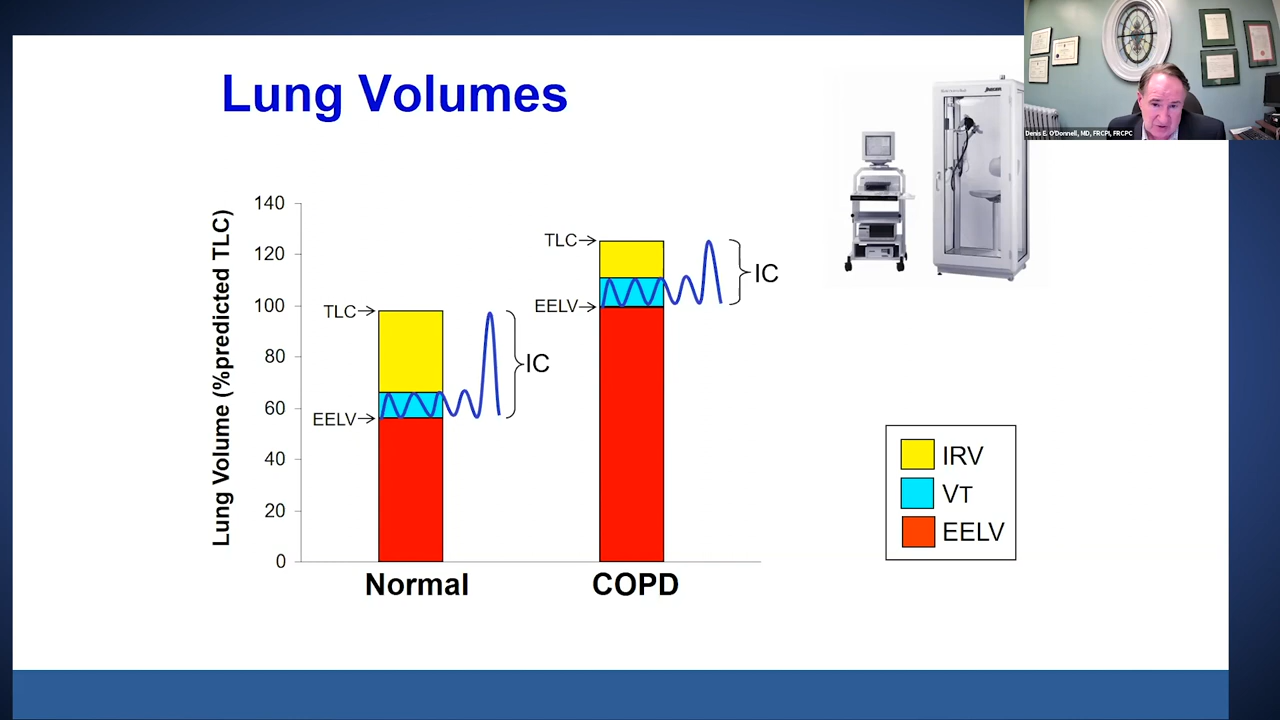 Lung Volumes
Denis E. O'Donnell, MD, FRCPI, FRCPC
Lung Volume (%predicted TLC)
140
120
100
80
60
40
20
0
TLC
EELV
IC
TLC
EELV
IC
Normal
COPD
IRV
VT
EELV